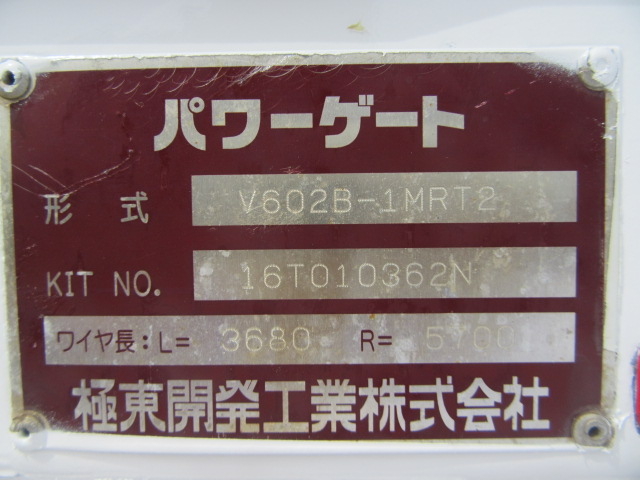 パワーゲート
形式 V602B-1MRT2
KIT NO. 16T010362N
ワイヤ長:L= 3680 R= 5700
極東開発工業株式会社